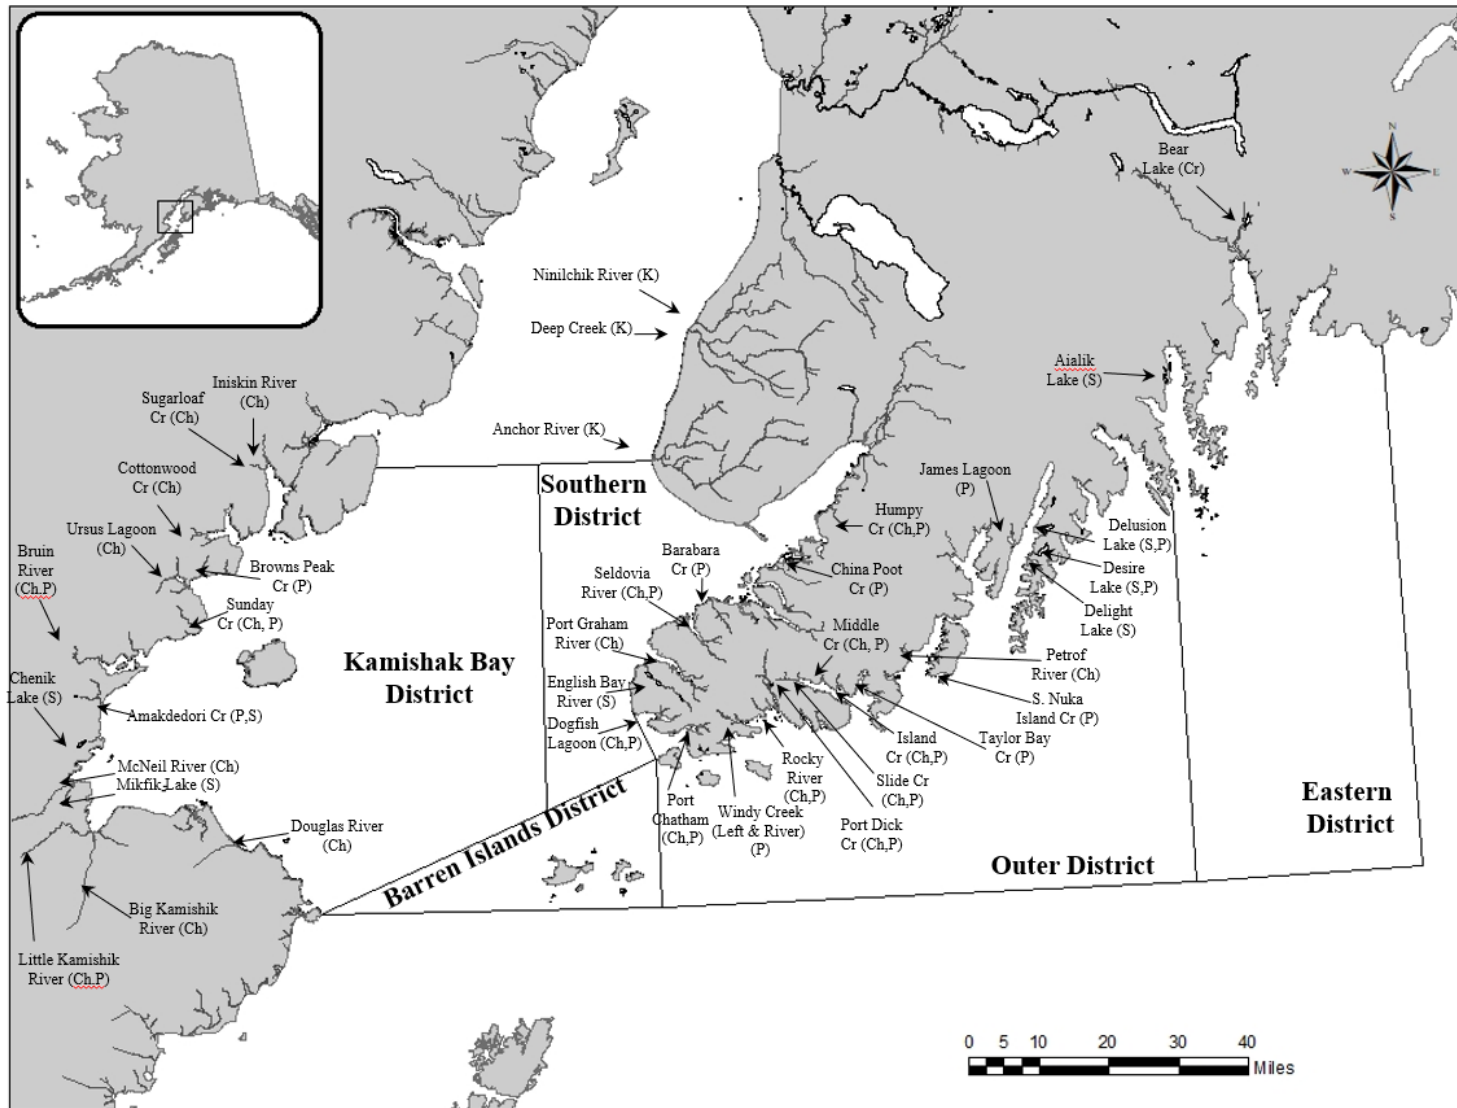 Bear
Lake (Cr)
N
W
E
S
Ninilchik River (K)
Deep Creek (K)
Aialik
Lake (S)
Iniskin River
(Ch)
Sugarloaf
Cr (Ch)
Anchor River (K)
Cottonwood
Cr (Ch)
Southern
District
James Lagoon
(P)
Humpy
Cr (Ch,P)
Ursus Lagoon
(Ch)
Delusion
Lake (S,P)
Bruin
River
(Ch,P)
Browns Peak
Cr (P)
Barabara
Cr (P)
China Poot
Cr (P)
Desire
Lake (S,P)
Seldovia
River (Ch,P)
Sunday
Cr (Ch, P)
Delight
Lake (S)
Port Graham
River (Ch)
Middle
Cr (Ch, P)
Kamishak Bay
District
Petrof
River (Ch)
Chenik
Lake (S)
English Bay
River (S)
S. Nuka
Island Cr (P)
Amakdedori Cr (P,S)
Dogfish
Lagoon (Ch,P)
Island
Cr (Ch,P)
Taylor Bay
Cr (P)
McNeil River (Ch)
Mikfik-Lake (S)
Rocky
River
(Ch,P)
Slide Cr
(Ch,P)
Port
Chatham
(Ch,P)
Windy Creek
(Left & River)
(P)
Port Dick
Cr (Ch,P)
Eastern
District
Douglas River
(Ch)
Barren Islands District
Outer District
Big Kamishik
River (Ch)
Little Kamishik
River (Ch,P)
0 5 10 20 30 40
Miles